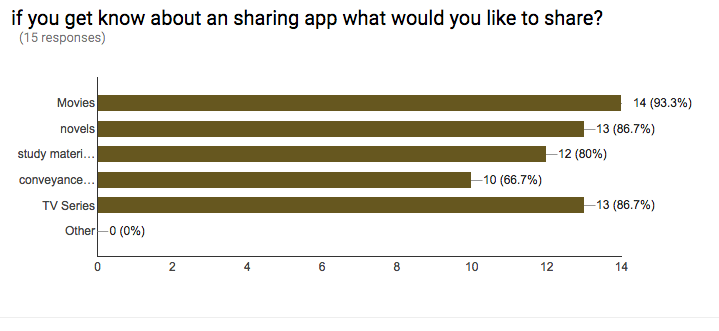 if you get know about an sharing app what would you like to share?
(15 responses)
Movies 14 (93.3%)
novels 13 (86.7%)
study materi... 12 (80%)
conveyance... 10 (66.7%)
TV Series 13 (86.7%)
Other 0 (0%)
0 2 4 6 8 10 12 14